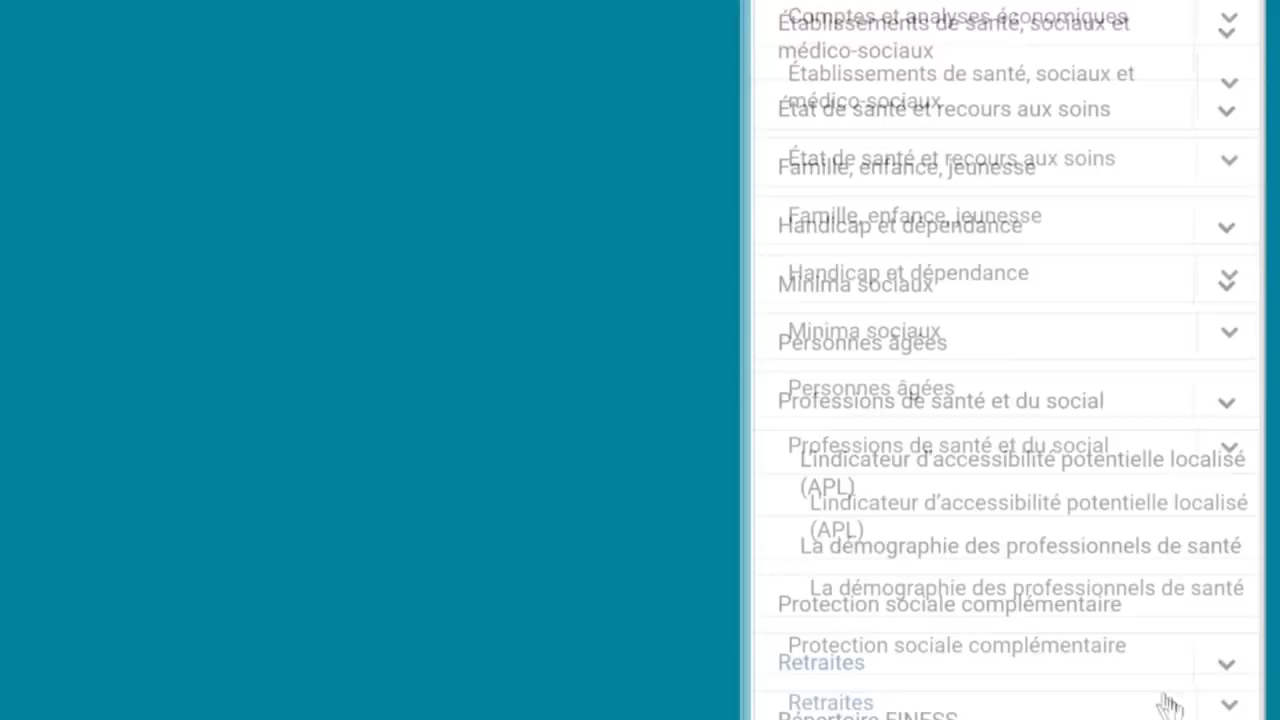 Comptes et analyses économiques
Établissements de santé, sociaux et
médico-sociaux
Établissements de santé, sociaux et
médico-sociaux
État de santé et recours aux soins
État de santé et recours aux soins
Famille, enfance, jeunesse
Famille, enfance, jeunesse
Handicap et dépendance
Handicap et dépendance
Minima sociaux
Minima sociaux
Personnes âgées
Personnes âgées
Professions de santé et du social
Professions de santé et du social
L'indicateur d'accessibilité potentielle localisé
(APL)
L'indicateur d’accessibilité potentielle localisé
(APL)
La démographie des professionnels de santé
La démographie des professionnels de santé
Protection sociale complémentaire
Protection sociale complémentaire
Retraites
Retraites
Répertoire FINESS